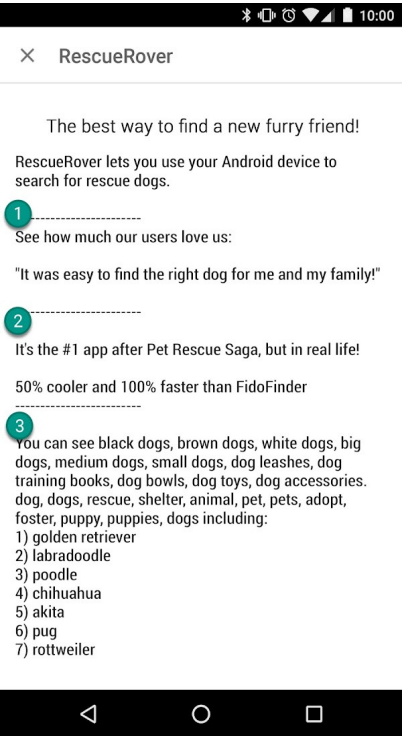 10:00
RescueRover
The best way to find a new furry friend!
RescueRover lets you use your Android device to
search for rescue dogs.
1
-----------------------
See how much our users love us:
"It was easy to find the right dog for me and my family!"
-----------------------
2
It's the #1 app after Pet Rescue Saga, but in real life!
50% cooler and 100% faster than FidoFinder
-------------------------
3
You can see black dogs, brown dogs, white dogs, big
dogs, medium dogs, small dogs, dog leashes, dog
training books, dog bowls, dog toys, dog accessories.
dog, dogs, rescue, shelter, animal, pet, pets, adopt,
foster, puppy, puppies, dogs including:
1) golden retriever
2) labradoodle
3) poodle
4) chihuahua
5) akita
6) pug
7) rottweiler